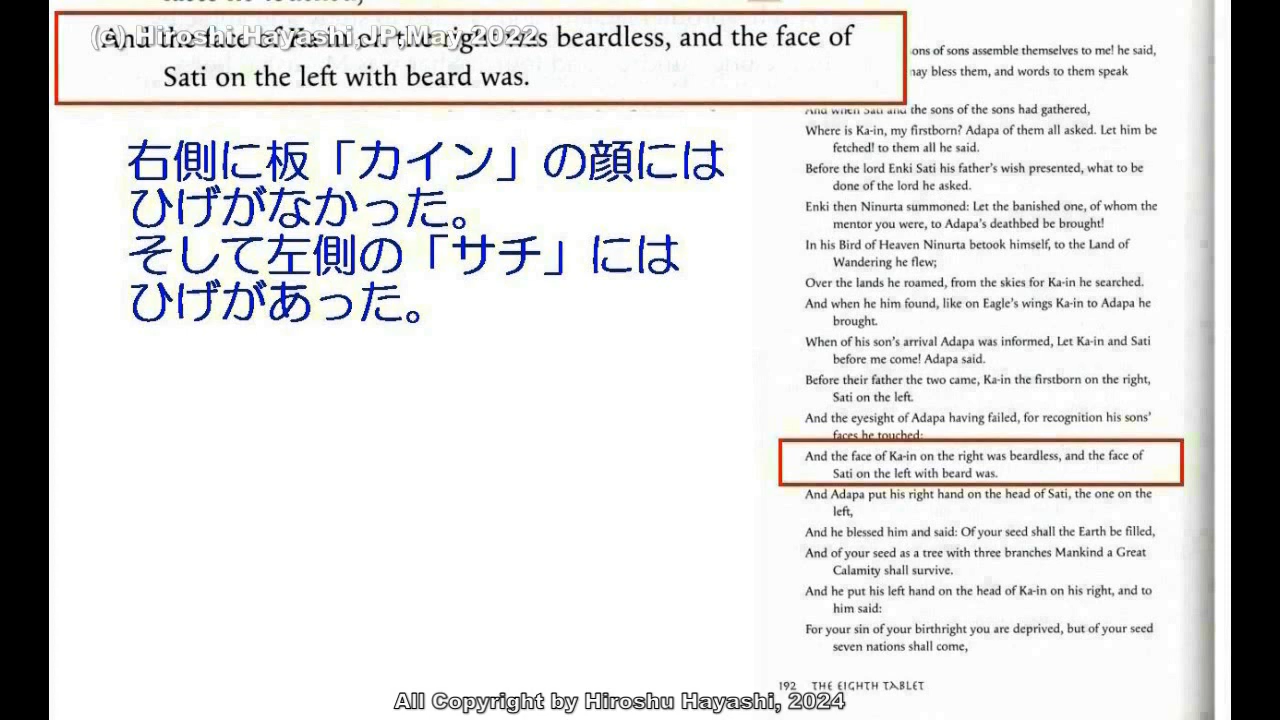 (c) Hitoshi Hayashi, JP, May 2022
And the face of Ka-in on the right was beardless, and the face of
Sati on the left with beard was.
右側に板「カイン」の顔には
ひげがなかった。
そして左側の「サチ」には
ひげがあった。
ons of sons assemble themselves to me! he said,
may bless them, and words to them speak
And when Sati and the sons of the sons had gathered,
Where is Ka-in, my firstborn? Adapa of them all asked. Let him be
fetched! to them all he said.
Before the lord Enki Sati his father's wish presented, what to be
done of the lord he asked.
Enki then Ninurta summoned: Let the banished one, of whom the
mentor you were, to Adapa's deathbed be brought!
In his Bird of Heaven Ninurta betook himself, to the Land of
Wandering he flew;
Over the lands he roamed, from the skies for Ka-in he searched.
And when he him found, like on Eagle's wings Ka-in to Adapa he
brought.
When of his son's arrival Adapa was informed, Let Ka-in and Sati
before me come! Adapa said.
Before their father the two came, Ka-in the firstborn on the right,
Sati on the left.
And the eyesight of Adapa having failed, for recognition his sons'
faces he touched;
And the face of Ka-in on the right was beardless, and the face of
Sati on the left with beard was.
And Adapa put his right hand on the head of Sati, the one on the
left,
And he blessed him and said: Of your seed shall the Earth be filled,
And of your seed as a tree with three branches Mankind a Great
Calamity shall survive.
And he put his left hand on the head of Ka-in on his right, and to
him said:
For your sin of your birthright you are deprived, but of your seed
seven nations shall come,
192 THE EIGHTH TABLET
All Copyright by Hiroshu Hayashi, 2024